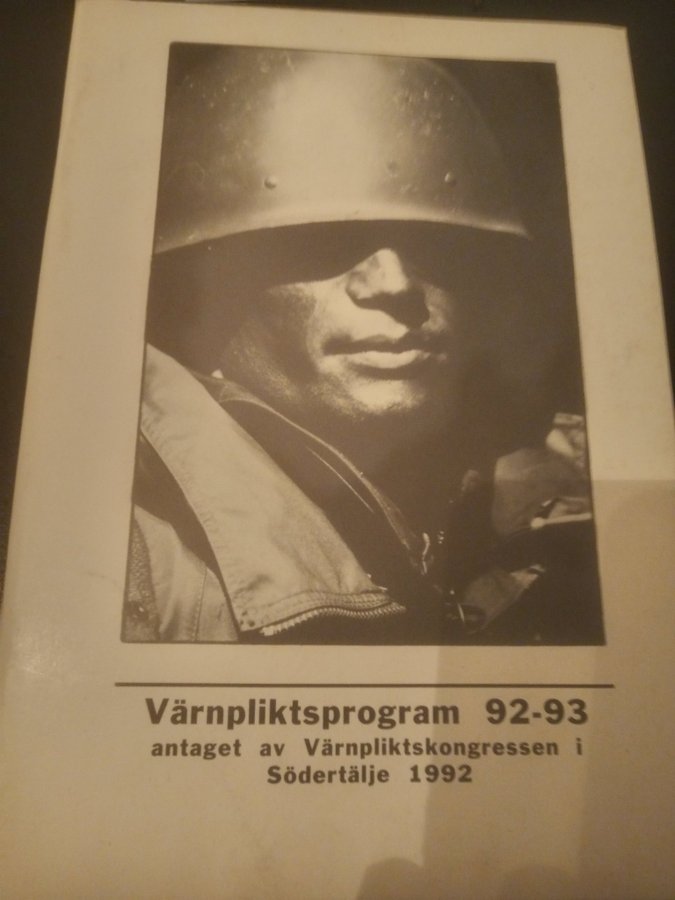 Värnpliktsprogram 92-93
antaget av Värnpliktskongressen i
Södertälje 1992